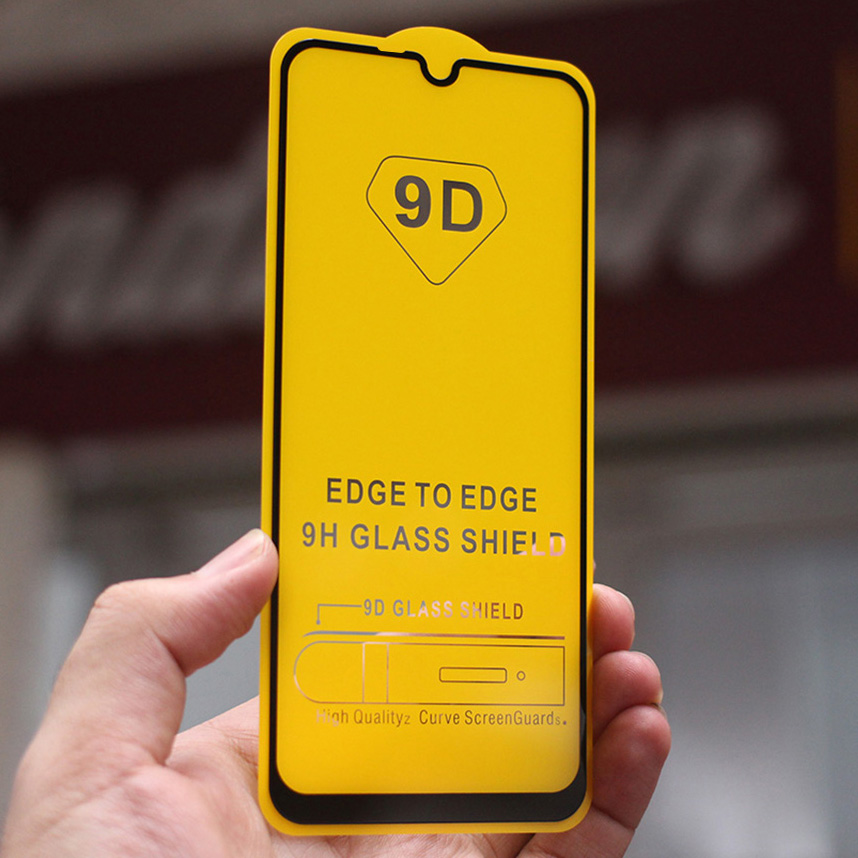 9D
EDGE TO EDGE
9H GLASS SHIELD
9D GLASS SHIELD
High Qualityz Curve ScreenGuards.